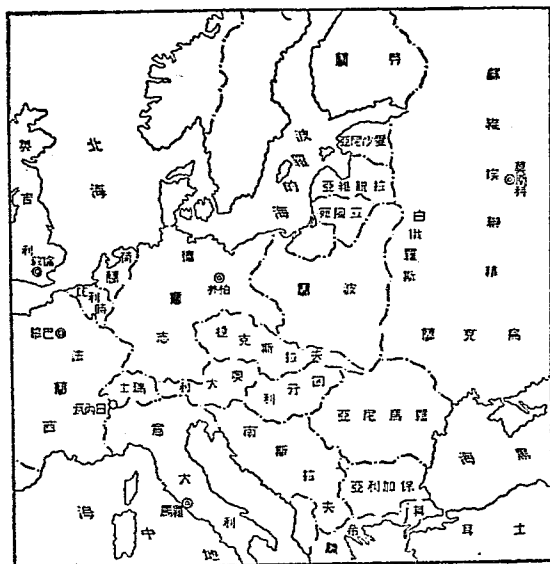 北海
英吉利
倫敦
荷蘭
比利時
巴黎
法蘭西
德意志
柏林
瑞士
日內瓦
波羅的海
芬蘭
愛沙尼亞
拉脫維亞
立陶宛
蘇維埃聯邦
莫斯科
白俄羅斯
烏克蘭
波蘭
捷克斯拉夫
奧大利
匈牙利
羅馬尼亞
南斯拉夫
保加利亞
意大利
羅馬
地中海
希臘
土耳其
黑海